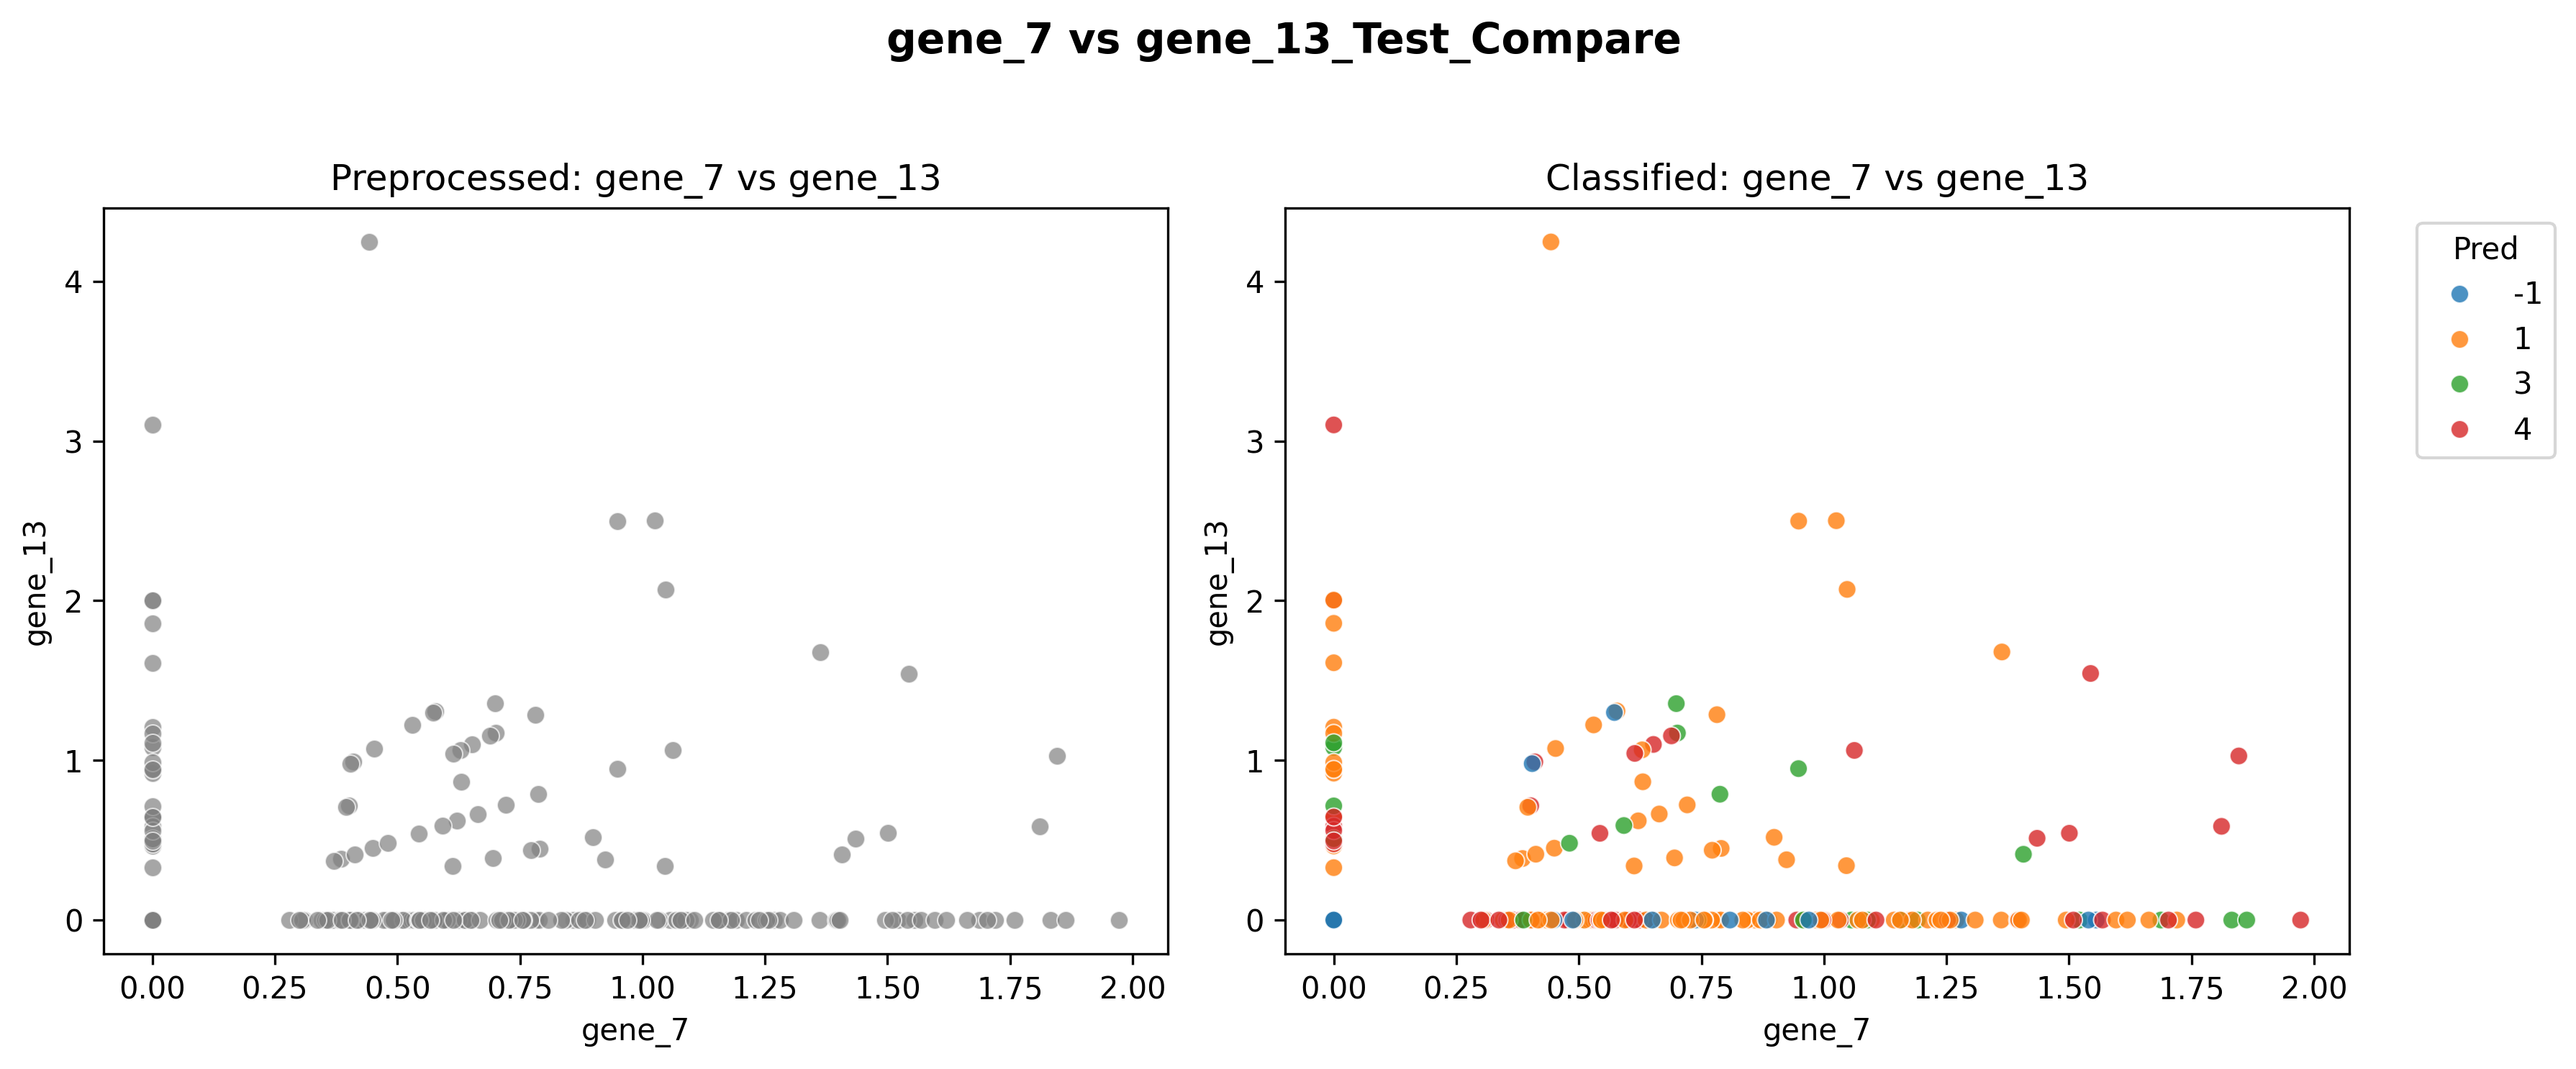 gene_7 vs gene_13_Test_Compare
Preprocessed: gene_7 vs gene_13
gene_13
4
3
2
1
0
0.00 0.25 0.50 0.75 1.00 1.25 1.50 1.75 2.00
gene_7
Classified: gene_7 vs gene_13
gene_13
4
3
2
1
0
0.00 0.25 0.50 0.75 1.00 1.25 1.50 1.75 2.00
gene_7
Pred
-1
1
3
4